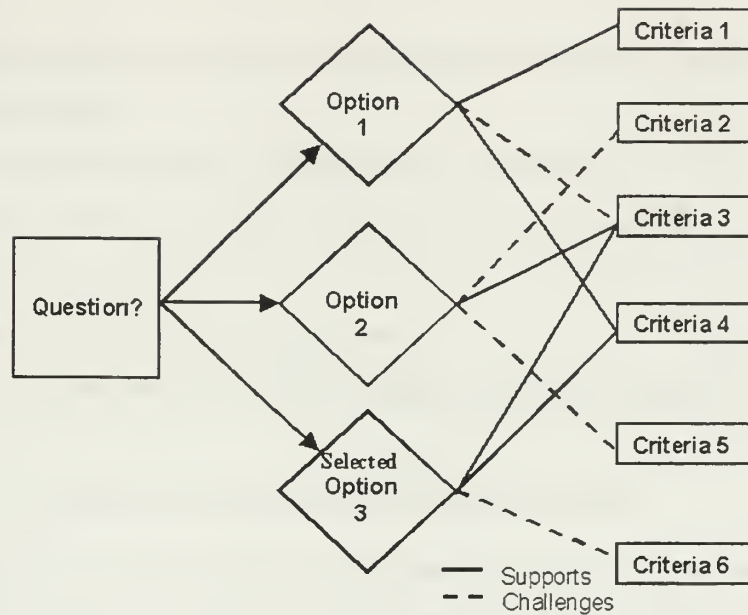 Question?
Option
1
Option
2
Selected
Option
3
Criteria 1
Criteria 2
Criteria 3
Criteria 4
Criteria 5
Criteria 6
Supports
Challenges